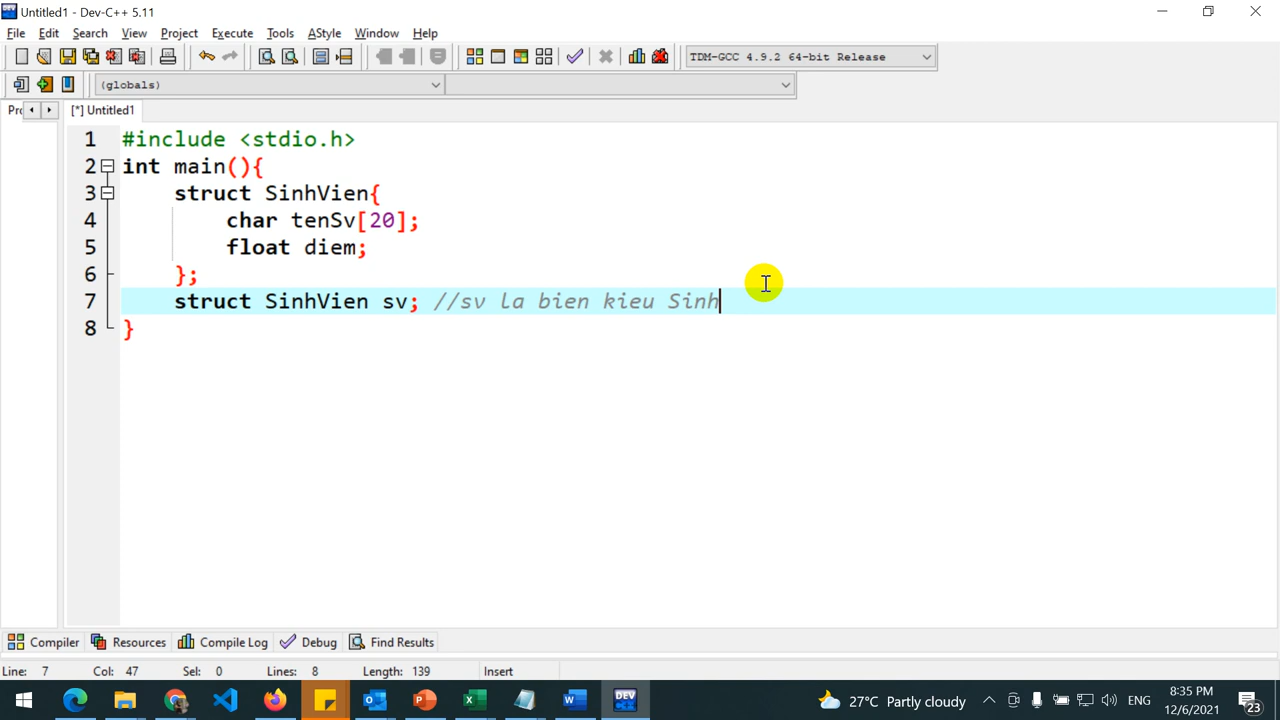 Untitled1 - Dev-C++ 5.11
File Edit Search View Project Execute Tools AStyle Window Help
TDM-GCC 4.9.2 64-bit Release
(globals)
Prc [*] Untitled1
1 #include <stdio.h>
2 int main(){
3 struct SinhVien{
4 char tenSv[20];
5 float diem;
6 };
7 struct SinhVien sv; //sv la bien kieu Sinh
8 }
Compiler Resources Compile Log Debug Find Results
Line: 7 Col: 47 Sel: 0 Lines: 8 Length: 139 Insert
DEV C++ 27°C Partly cloudy ENG 8:35 PM 12/6/2021 23